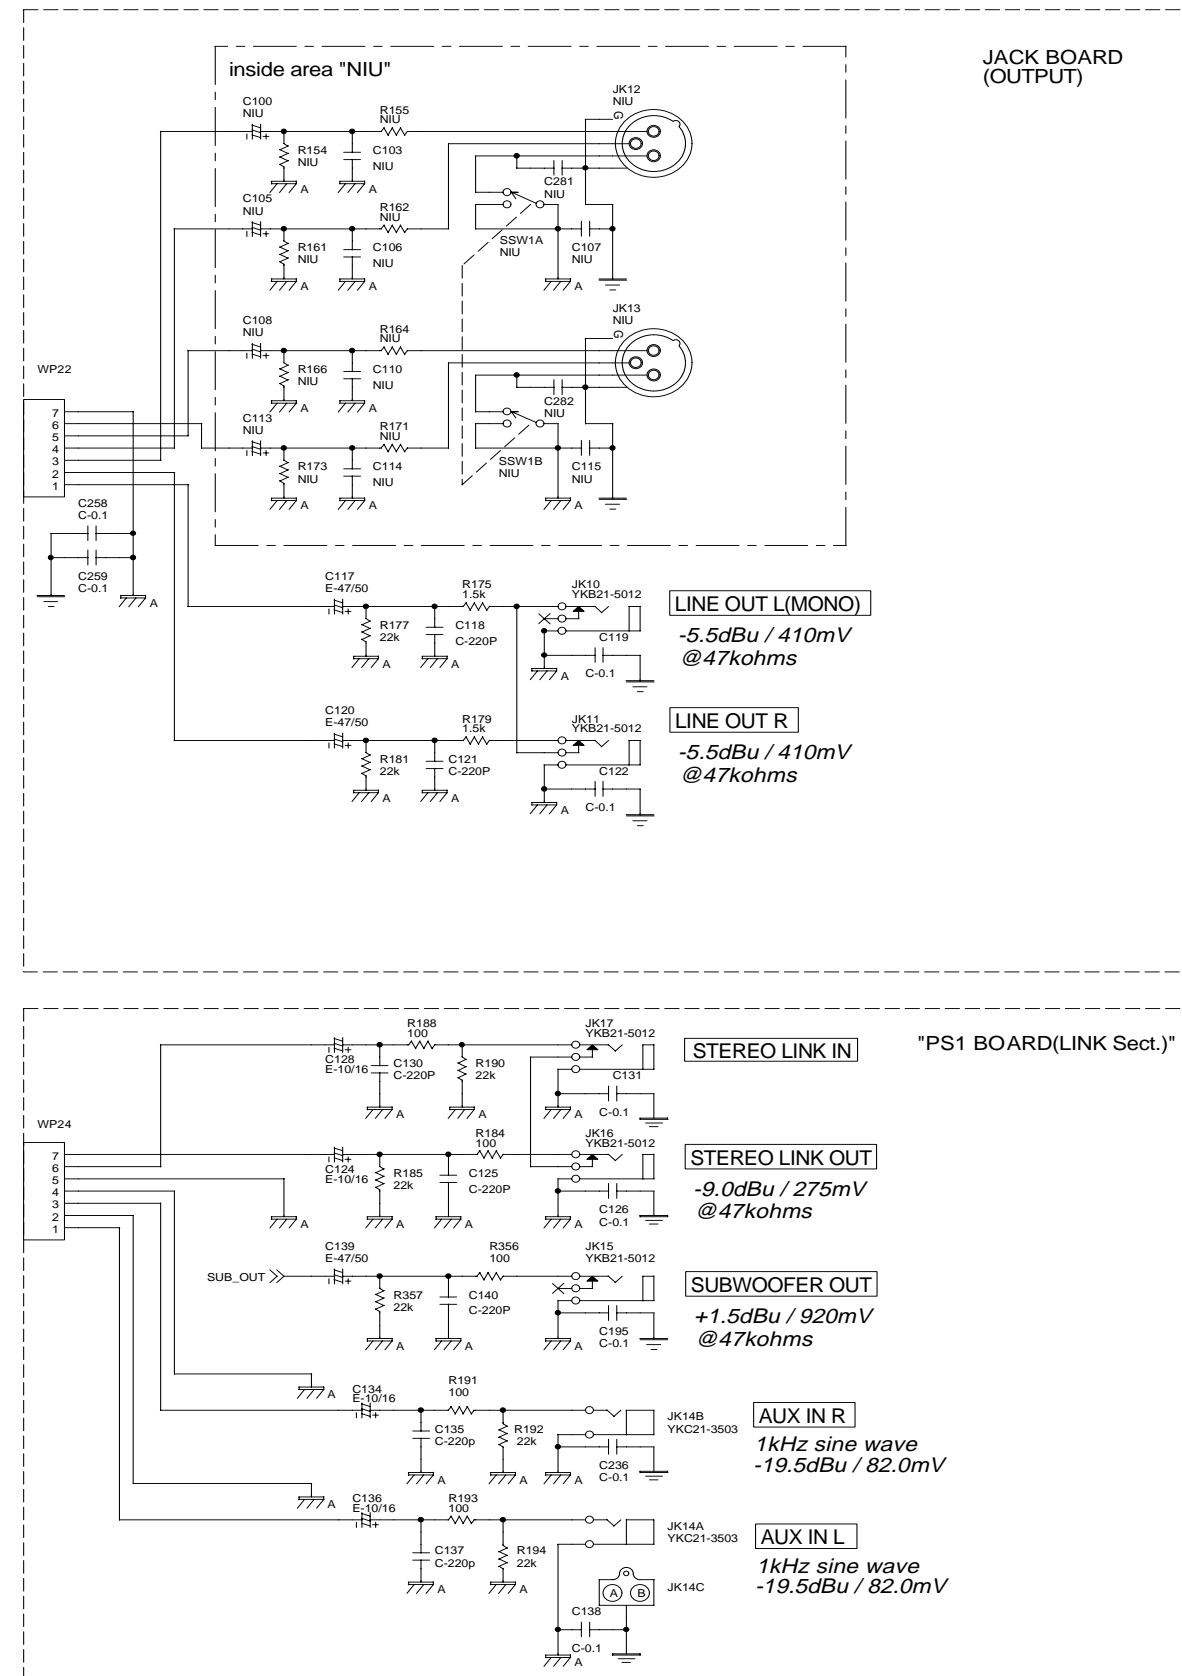 JACK BOARD
(OUTPUT)
inside area "NIU"
C100
NIU
R155
NIU
JK12
NIU
G
R154
NIU
C103
NIU
A
A
C281
NIU
C105
NIU
R162
NIU
SSW1A
NIU
R161
NIU
C106
NIU
C107
NIU
A
A
A
C108
NIU
R164
NIU
JK13
NIU
G
R166
NIU
C110
NIU
A
A
C282
NIU
C113
NIU
R171
NIU
SSW1B
NIU
R173
NIU
C114
NIU
C115
NIU
A
A
A
WP22
7
6
5
4
3
2
1
C258
C-0.1
C259
C-0.1
A
C117
E-47/50
R175
1.5k
JK10
YKB21-5012
LINE OUT L(MONO)
R177
22k
C118
C-220P
C119
C-0.1
-5.5dBu / 410mV
@47kohms
A
A
A
C120
E-47/50
R179
1.5k
JK11
YKB21-5012
LINE OUT R
R181
22k
C121
C-220P
C122
C-0.1
-5.5dBu / 410mV
@47kohms
A
A
A
"PS1 BOARD(LINK Sect.)"
R188
100
JK17
YKB21-5012
STEREO LINK IN
C128
E-10/16
C130
C-220P
R190
22k
C131
C-0.1
A
A
A
WP24
7
6
5
4
3
2
1
R184
100
JK16
YKB21-5012
STEREO LINK OUT
C124
E-10/16
R185
22k
C125
C-220P
C126
C-0.1
-9.0dBu / 275mV
@47kohms
A
A
A
A
C139
E-47/50
R356
100
JK15
YKB21-5012
SUB_OUT
SUBWOOFER OUT
R357
22k
C140
C-220P
C195
C-0.1
+1.5dBu / 920mV
@47kohms
A
A
A
A
C134
E-10/16
R191
100
JK14B
YKC21-3503
AUX IN R
C135
C-220p
R192
22k
C236
C-0.1
1kHz sine wave
-19.5dBu / 82.0mV
A
A
A
A
C136
E-10/16
R193
100
JK14A
YKC21-3503
AUX IN L
C137
C-220p
R194
22k
1kHz sine wave
-19.5dBu / 82.0mV
A
A
A B
JK14C
C138
C-0.1
A